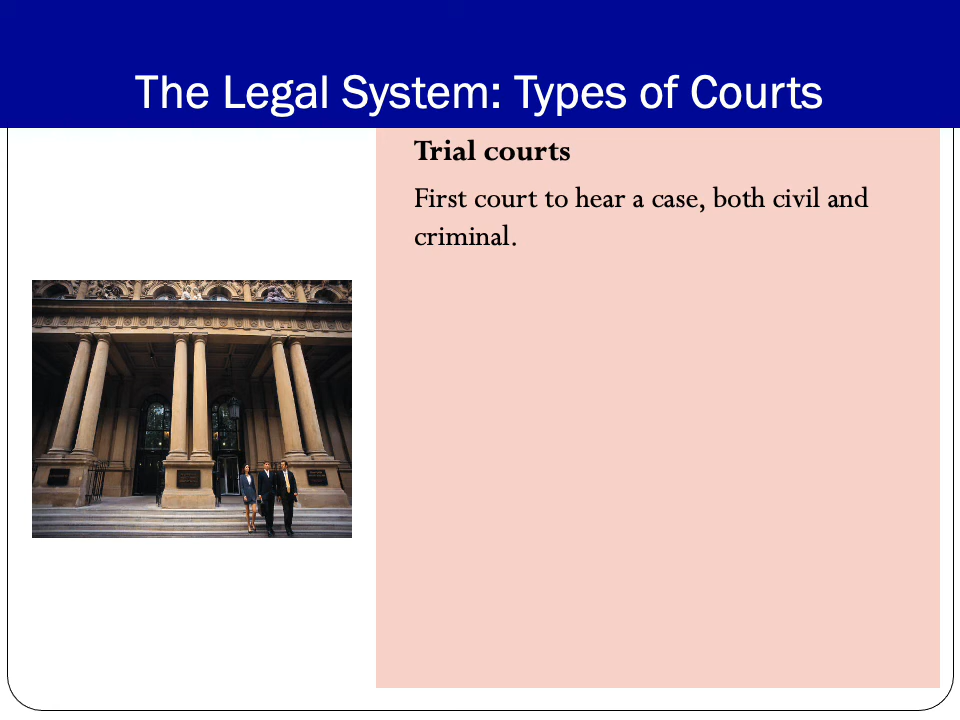 The Legal System: Types of Courts
Trial courts
First court to hear a case, both civil and
criminal.